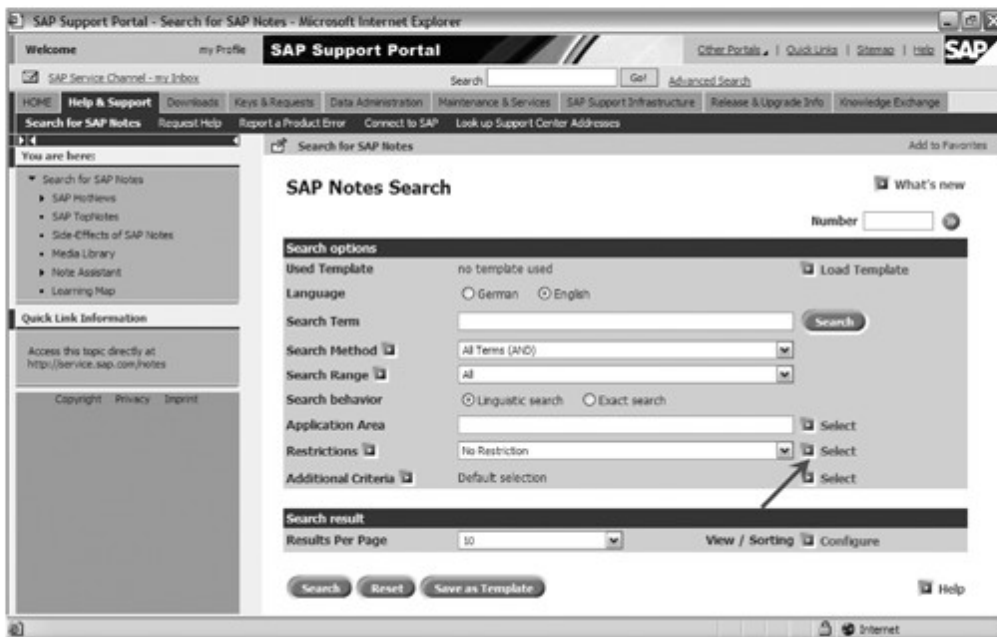 SAP Support Portal - Search for SAP Notes - Microsoft Internet Explorer
Welcome my Profile SAP Support Portal Other Portals | Quick Links | Sitemap | Help SAP
SAP Service Channel - my Inbox Search Go! Advanced Search
HOME Help & Support Downloads Keys & Requests Data Administration Maintenance & Services SAP Support Infrastructure Release & Upgrade Info Knowledge Exchange
Search for SAP Notes Request Help Report a Product Error Connect to SAP Look up Support Center Addresses
You are here:
Search for SAP Notes
SAP HotNews
SAP TopNotes
Side-Effects of SAP Notes
Media Library
Note Assistant
Learning Map
Quick Link Information
Access this topic directly at
http://service.sap.com/notes
Copyright Privacy Imprint
Search for SAP Notes Add to Favorites
SAP Notes Search What's new
Number
Search options
Used Template no template used Load Template
Language German English
Search Term Search
Search Method All Terms (AND)
Search Range All
Search behavior Linguistic search Exact search
Application Area Select
Restrictions No Restriction Select
Additional Criteria Default selection Select
Search result
Results Per Page 10 View / Sorting Configure
Search Reset Save as Template Help
Internet